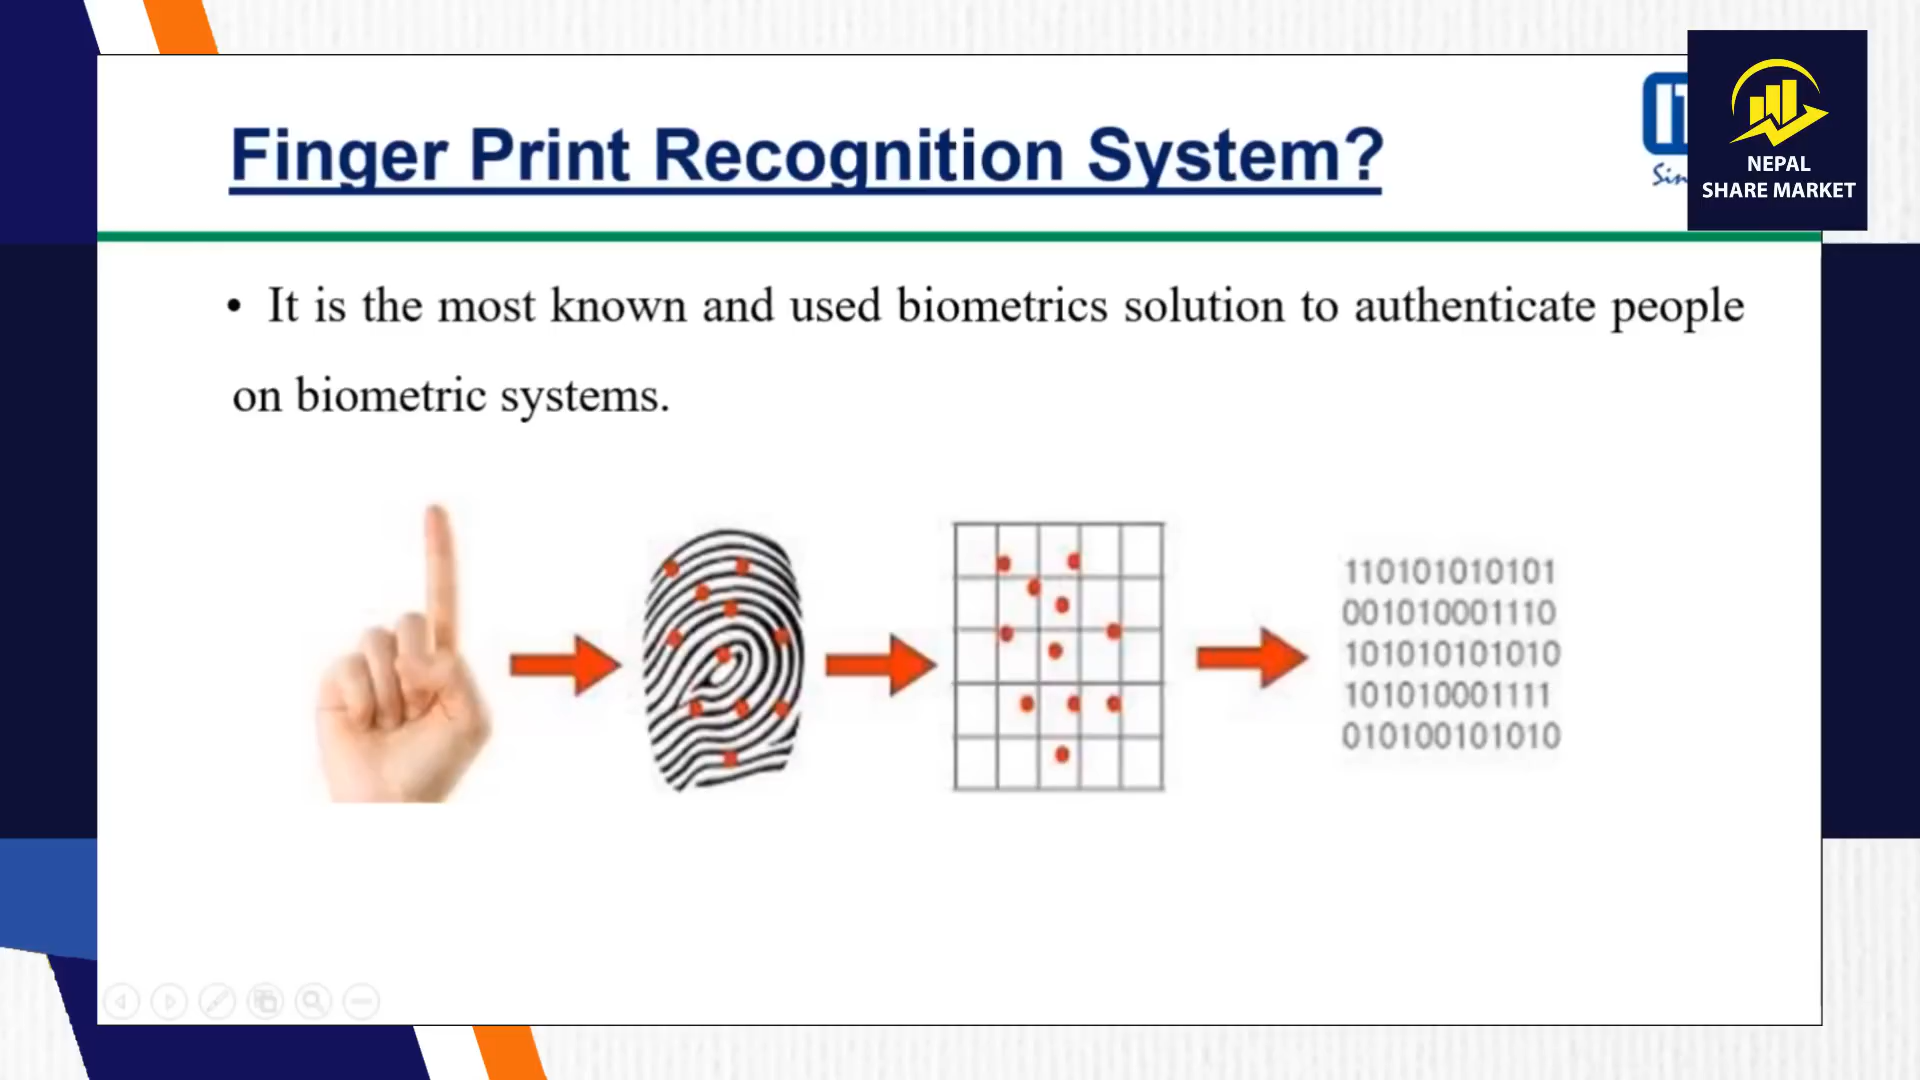 Finger Print Recognition System?
NEPAL
SHARE MARKET
• It is the most known and used biometrics solution to authenticate people
on biometric systems.
110101010101
001010001110
101010101010
101010001111
010100101010